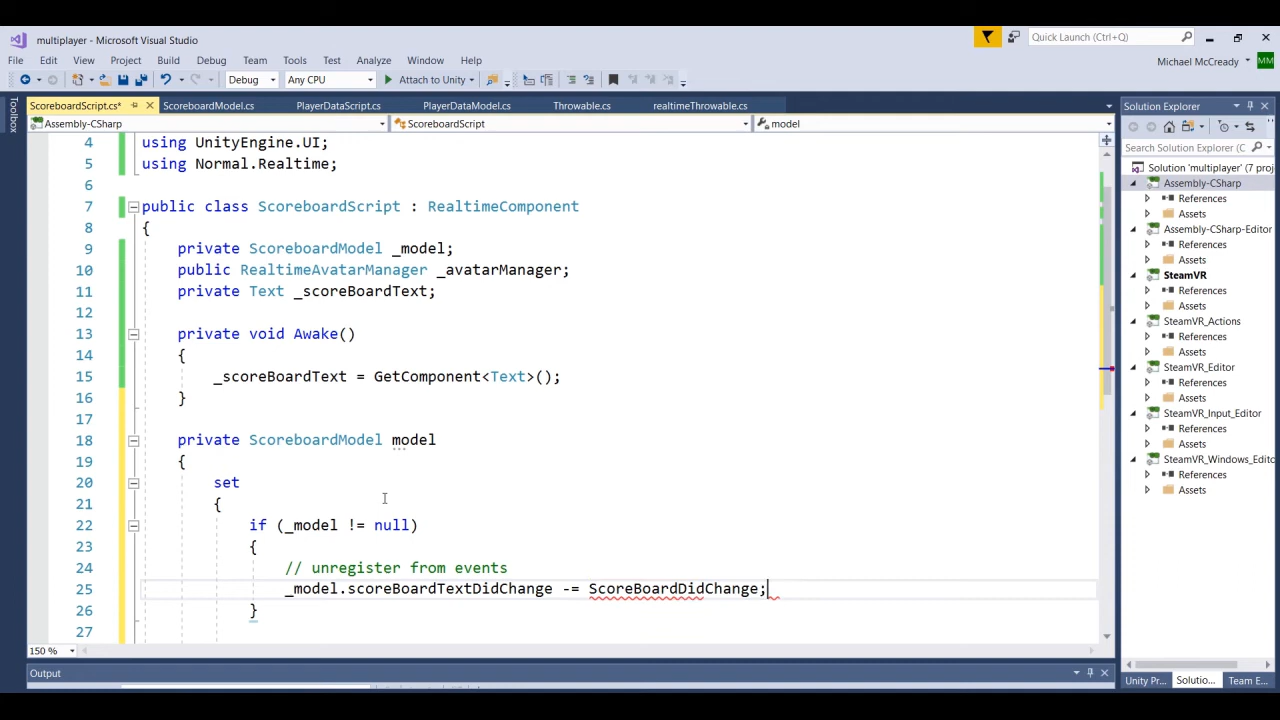 multiplayer - Microsoft Visual Studio
Quick Launch (Ctrl+Q)
File Edit View Project Build Debug Team Tools Test Analyze Window Help
Michael McCready
MM
Debug Any CPU Attach to Unity
Toolbox
ScoreboardScript.cs* ScoreboardModel.cs PlayerDataScript.cs PlayerDataModel.cs Throwable.cs realtimeThrowable.cs
Assembly-CSharp ScoreboardScript model
4 using UnityEngine.UI;
5 using Normal.Realtime;
6
7 public class ScoreboardScript : RealtimeComponent
8 {
9 private ScoreboardModel _model;
10 public RealtimeAvatarManager _avatarManager;
11 private Text _scoreBoardText;
12
13 private void Awake()
14 {
15 _scoreBoardText = GetComponent<Text>();
16 }
17
18 private ScoreboardModel model
19 {
20 set
21 {
22 if (_model != null)
23 {
24 // unregister from events
25 _model.scoreBoardTextDidChange -= ScoreBoardDidChange;
26 }
27
150 %
Output
Solution Explorer
Search Solution Explorer (C
Solution 'multiplayer' (7 proj
Assembly-CSharp
References
Assets
Assembly-CSharp-Editor
References
Assets
SteamVR
References
Assets
SteamVR_Actions
References
Assets
SteamVR_Editor
References
Assets
SteamVR_Input_Editor
References
Assets
SteamVR_Windows_Edito
References
Assets
Unity Pr... Solutio... Team E...